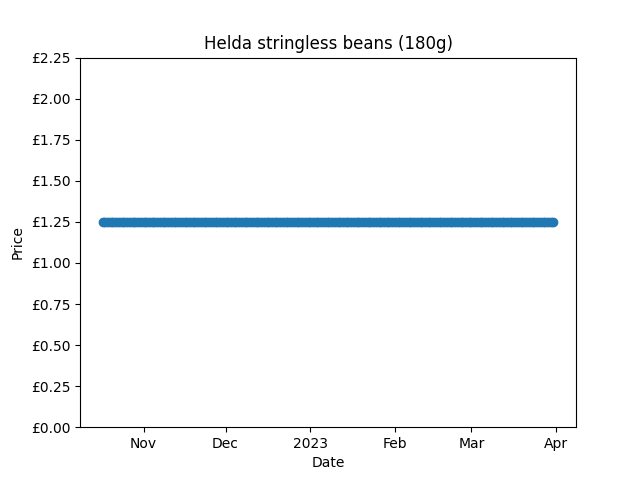 Helda stringless beans (180g)
£2.25
£2.00
£1.75
£1.50
£1.25
£1.00
£0.75
£0.50
£0.25
£0.00
Price
Nov Dec 2023 Feb Mar Apr
Date